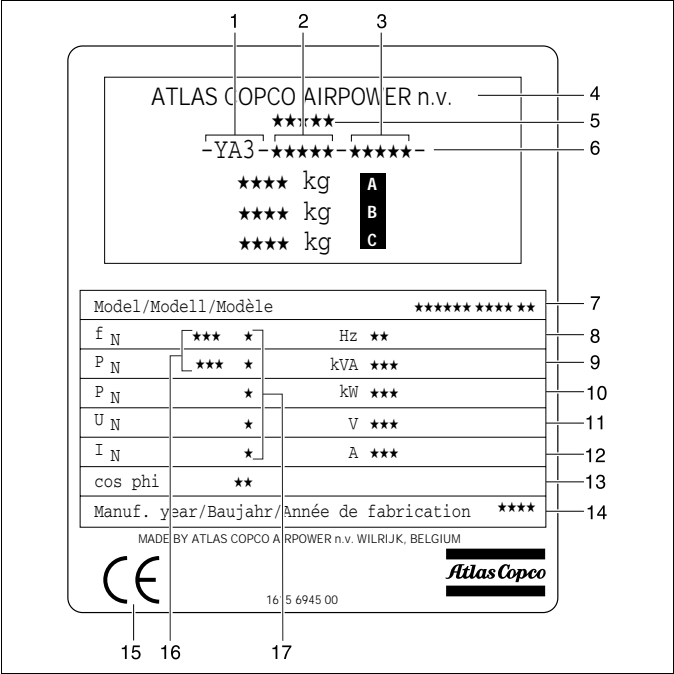 1 2 3
ATLAS COPCO AIRPOWER n.v. 4
★★★★★ 5
-YA3-★★★★★-★★★★★- 6
★★★★ kg A
★★★★ kg B
★★★★ kg C
Model/Modell/Modèle ★★★★★★ ★★★★ ★★ 7
f N ★★★ ★ Hz ★★ 8
P N ★★★ ★ kVA ★★★ 9
P N ★ kW ★★★ 10
U N ★ V ★★★ 11
I N ★ A ★★★ 12
cos phi ★★ 13
Manuf. year/Baujahr/Année de fabrication ★★★★ 14
MADE BY ATLAS COPCO AIRPOWER n.v. WILRIJK, BELGIUM
CE Atlas Copco
1615 6945 00
15 16 17